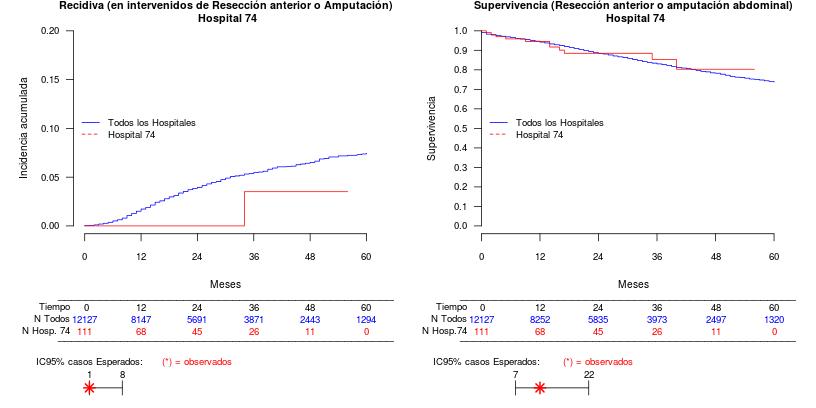 Recidiva (en intervenidos de Resección anterior o Amputación)
Hospital 74
0.20
0.15
0.10
0.05
0.00
Incidencia acumulada
Todos los Hospitales
Hospital 74
0 12 24 36 48 60
Meses
Tiempo 0 12 24 36 48 60
N Todos 12127 8147 5691 3871 2443 1294
N Hosp. 74 111 68 45 26 11 0
IC95% casos Esperados: (*) = observados
1 8
Supervivencia (Resección anterior o amputación abdominal)
Hospital 74
1.0
0.9
0.8
0.7
0.6
0.5
0.4
0.3
0.2
0.1
0.0
Supervivencia
Todos los Hospitales
Hospital 74
0 12 24 36 48 60
Meses
Tiempo 0 12 24 36 48 60
N Todos 12127 8252 5835 3973 2497 1320
N Hosp.74 111 68 45 26 11 0
IC95% casos Esperados: (*) = observados
7 22